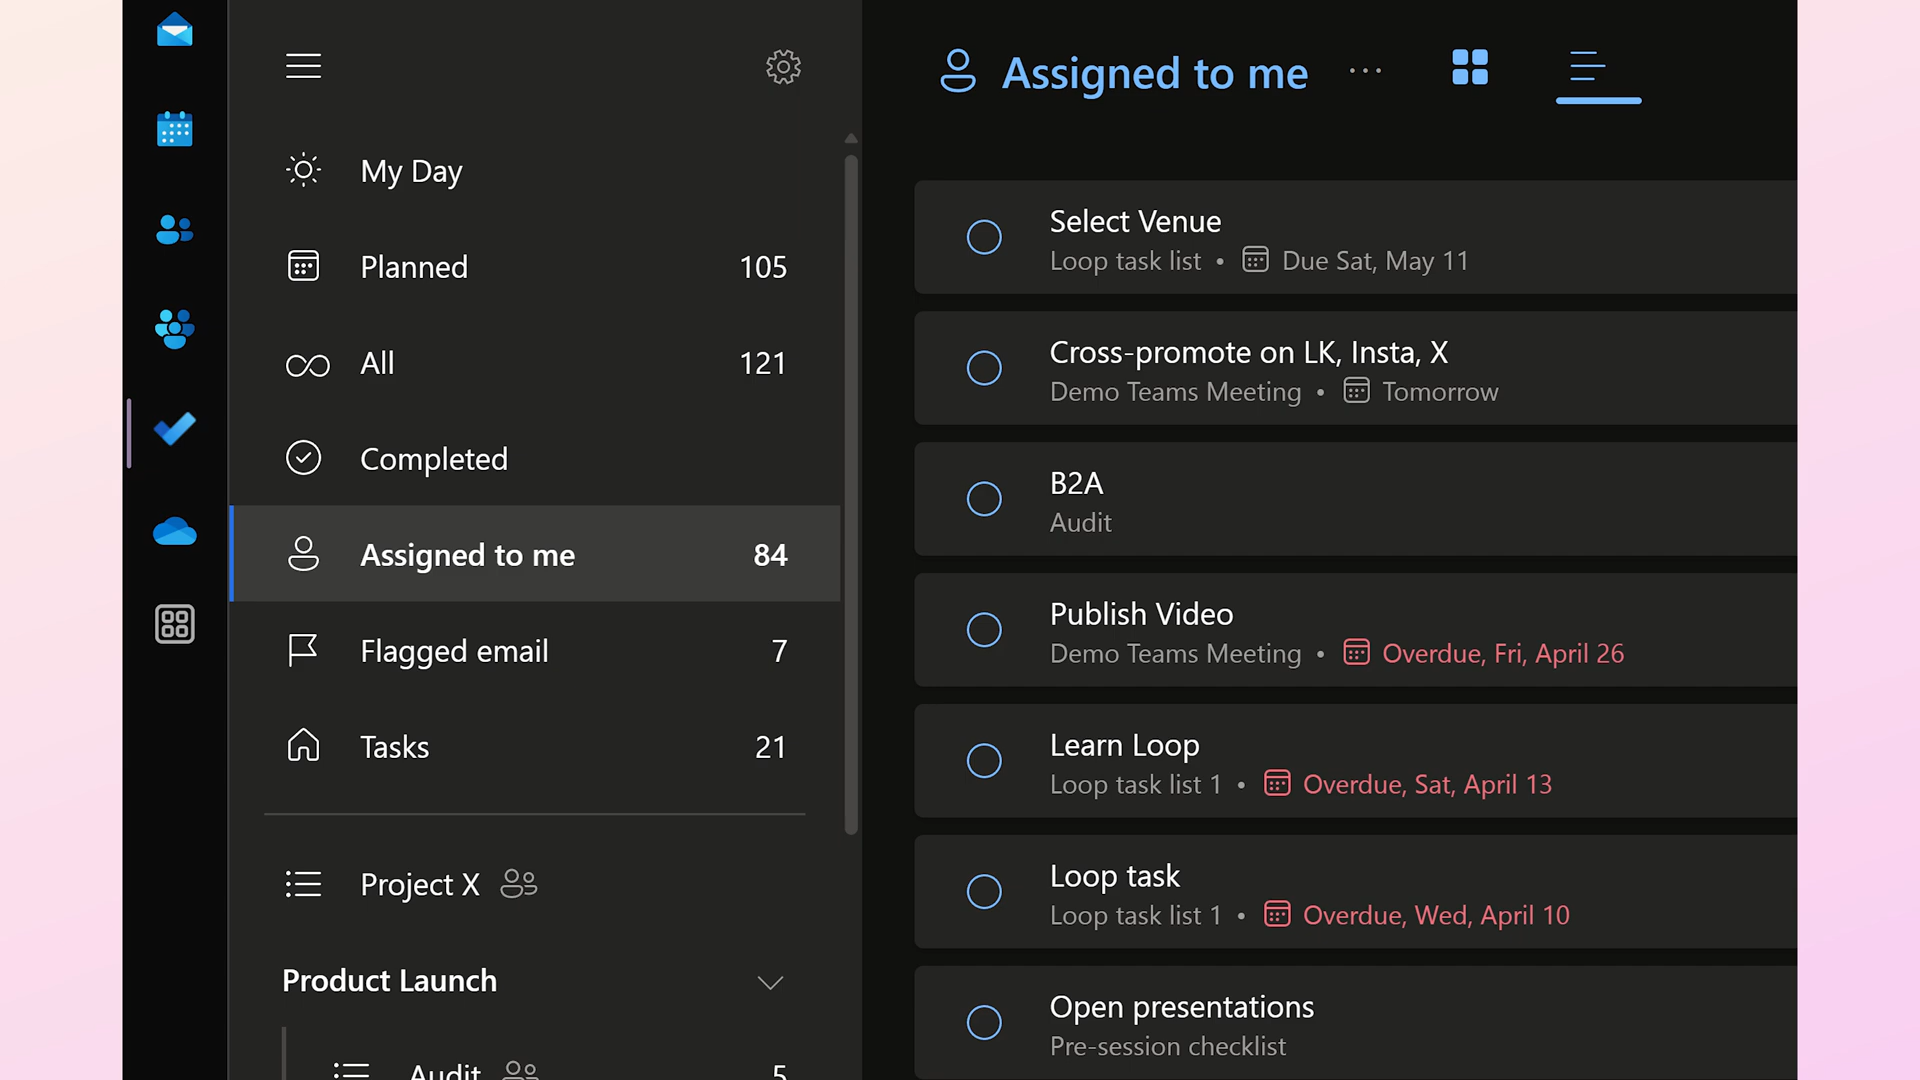 My Day
Planned 105
All 121
Completed
Assigned to me 84
Flagged email 7
Tasks 21
Project X
Product Launch
Audit 5
Assigned to me ...
Select Venue
Loop task list • Due Sat, May 11
Cross-promote on LK, Insta, X
Demo Teams Meeting • Tomorrow
B2A
Audit
Publish Video
Demo Teams Meeting • Overdue, Fri, April 26
Learn Loop
Loop task list 1 • Overdue, Sat, April 13
Loop task
Loop task list 1 • Overdue, Wed, April 10
Open presentations
Pre-session checklist